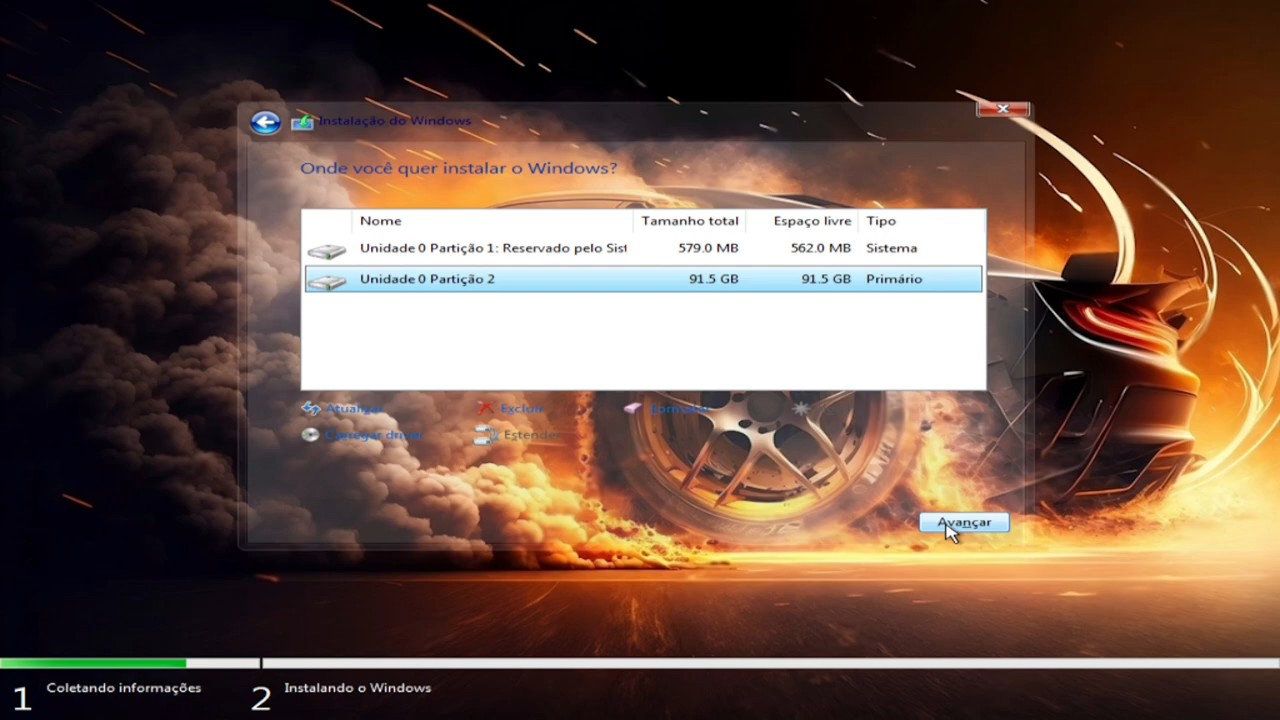 Instalação do Windows
Onde você quer instalar o Windows?
Nome Tamanho total Espaço livre Tipo
Unidade 0 Partição 1: Reservado pelo Sist 579.0 MB 562.0 MB Sistema
Unidade 0 Partição 2 91.5 GB 91.5 GB Primário
Atualizar Excluir Formatar
Carregar driver Estender
Avançar
1 Coletando informações 2 Instalando o Windows